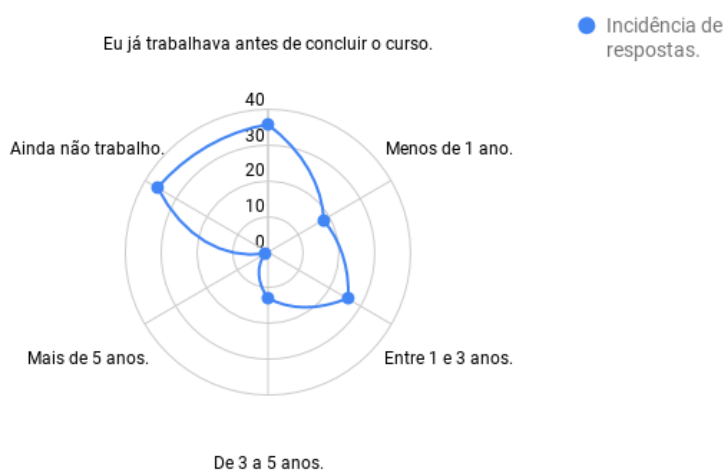 Incidência de
respostas.
Eu já trabalhava antes de concluir o curso.
40
30
20
10
0
Ainda não trabalho.
Menos de 1 ano.
Mais de 5 anos.
Entre 1 e 3 anos.
De 3 a 5 anos.